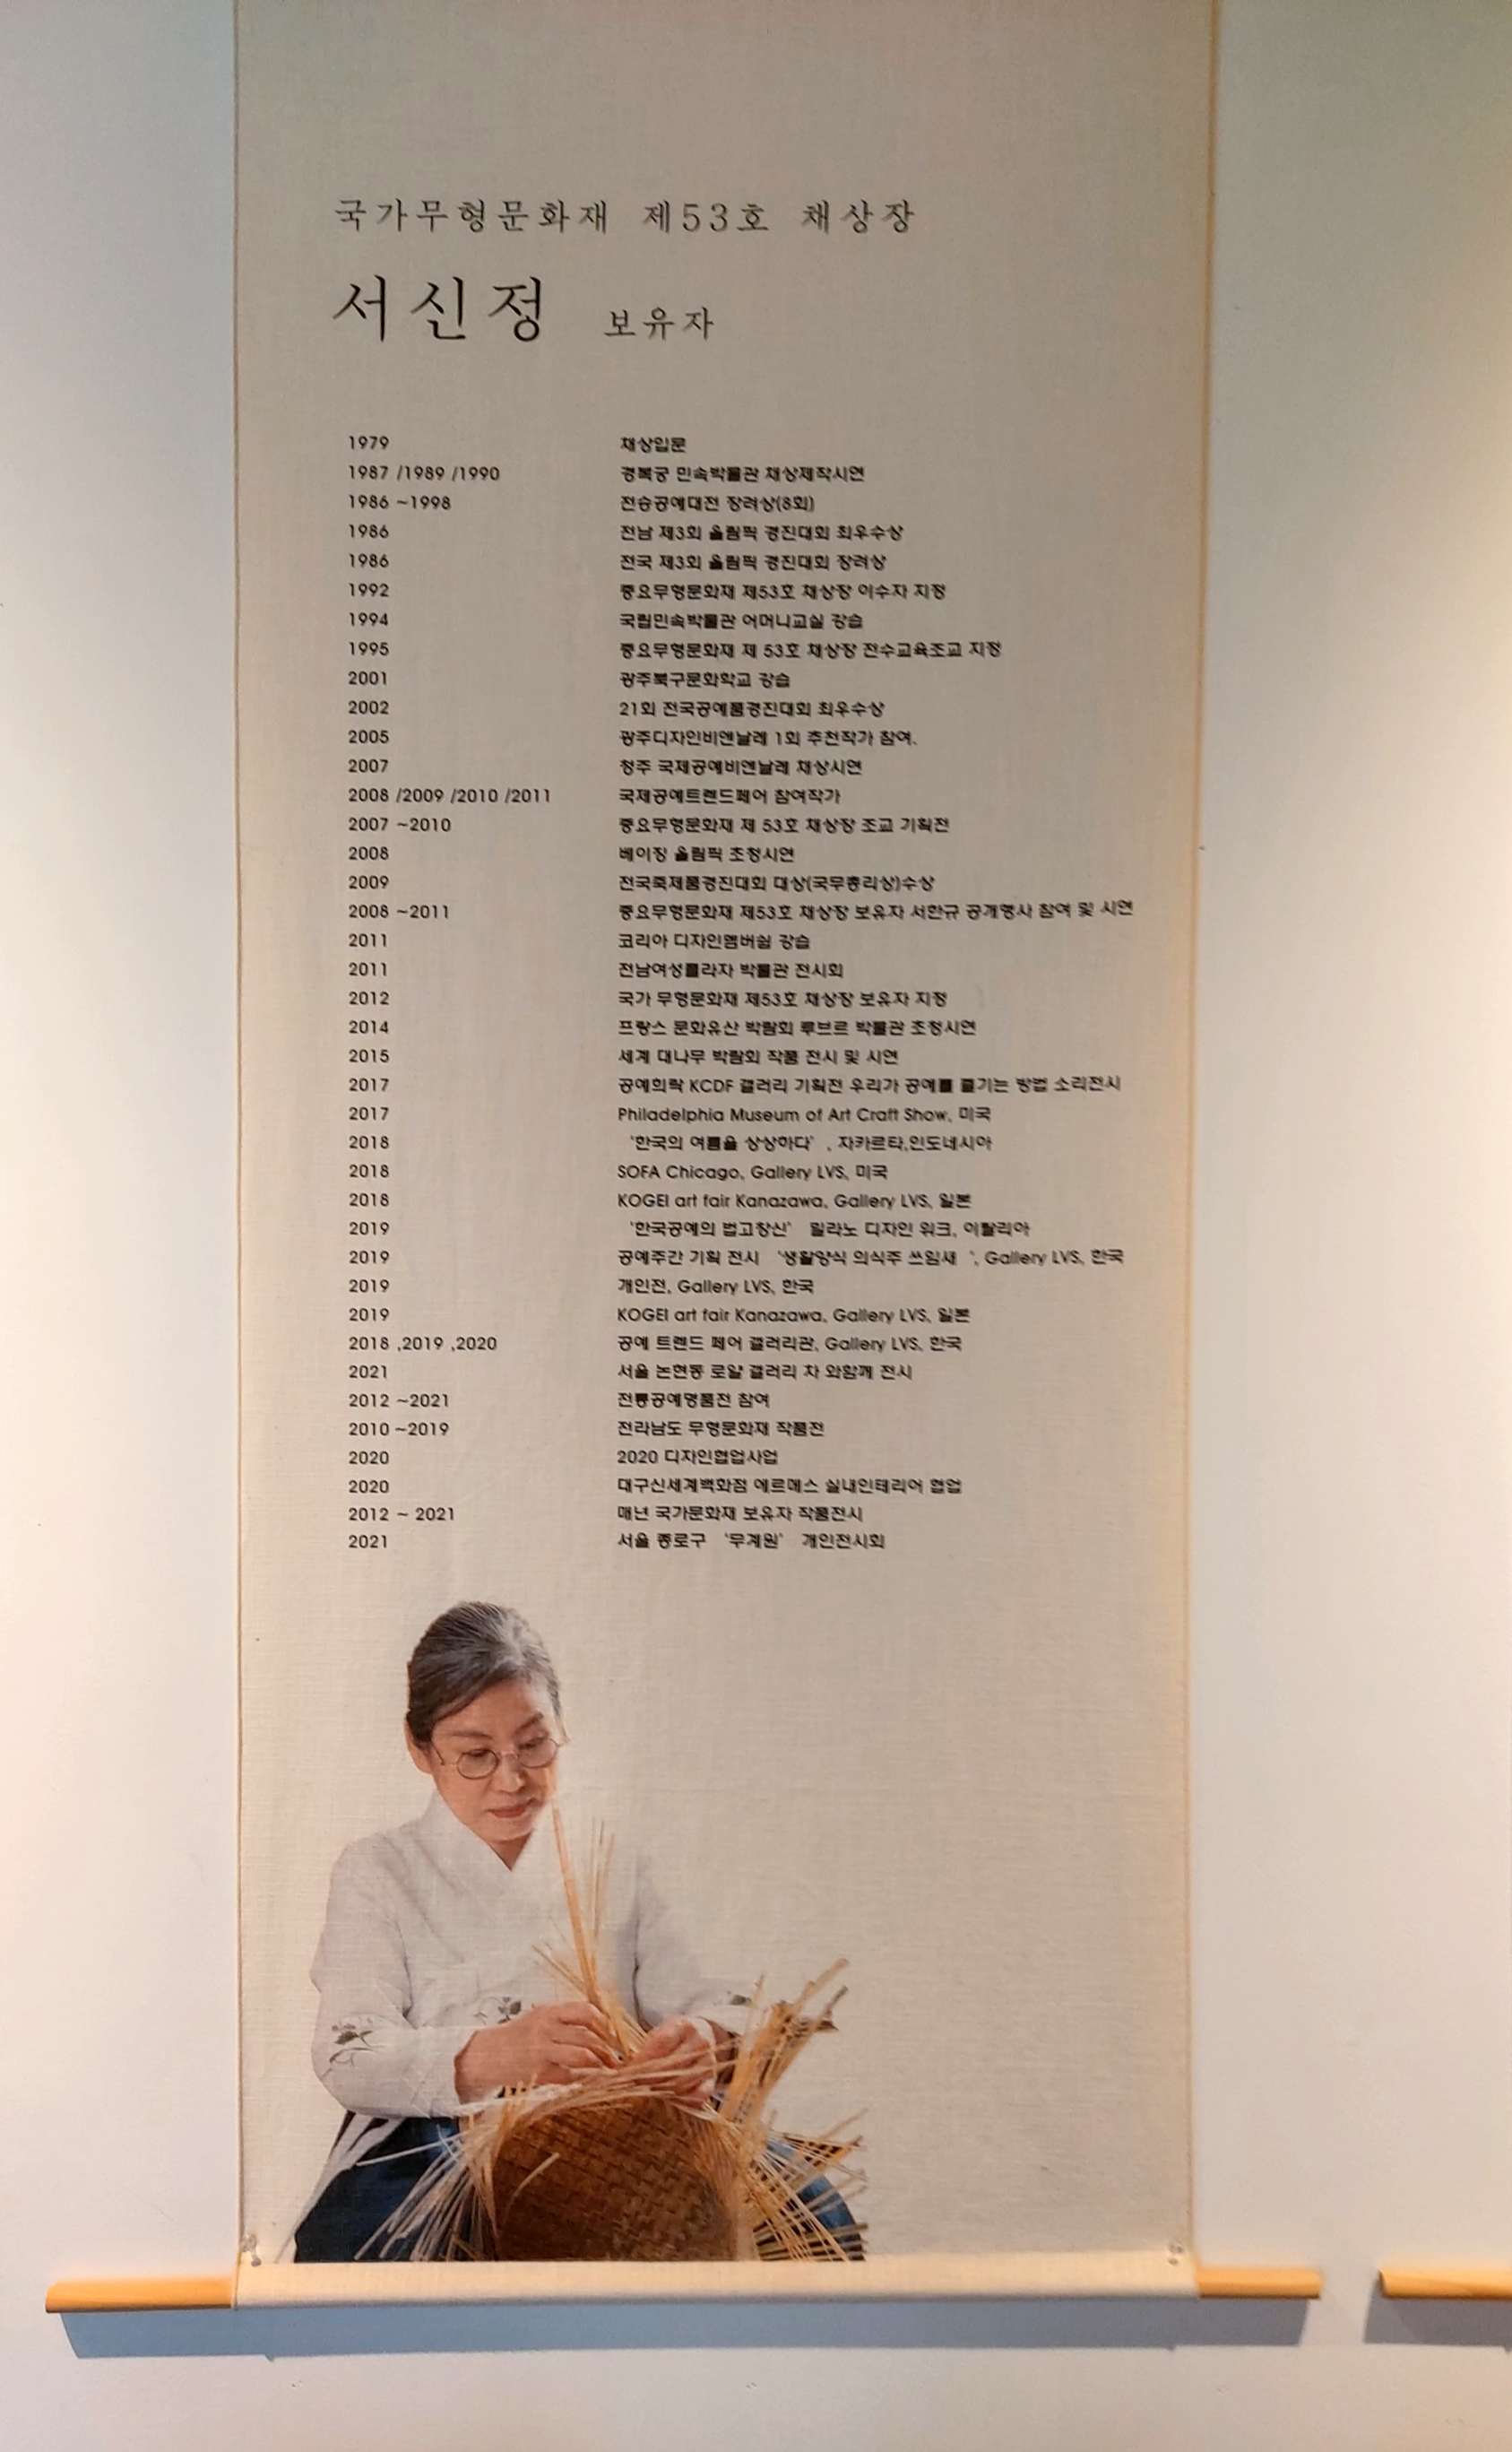 국가무형문화재 제53호 채상장
서신정 보유자
1979 채상입문
1987 /1989 /1990 경복궁 민속박물관 채상제작시연
1986 ~1998 전승공예대전 장려상(8회)
1986 전남 제3회 올림픽 경진대회 최우수상
1986 전국 제3회 올림픽 경진대회 장려상
1992 중요무형문화재 제53호 채상장 이수자 지정
1994 국립민속박물관 어머니교실 강습
1995 중요무형문화재 제 53호 채상장 전수교육조교 지정
2001 광주북구문화학교 강습
2002 21회 전국공예품경진대회 최우수상
2005 광주디자인비엔날레 1회 추천작가 참여.
2007 청주 국제공예비엔날레 채상시연
2008 /2009 /2010 /2011 국제공예트렌드페어 참여작가
2007 ~2010 중요무형문화재 제 53호 채상장 조교 기획전
2008 베이징 올림픽 초청시연
2009 전국죽제품경진대회 대상(국무총리상)수상
2008 ~2011 중요무형문화재 제53호 채상장 보유자 서한규 공개행사 참여 및 시연
2011 코리아 디자인멤버쉽 강습
2011 전남여성플라자 박물관 전시회
2012 국가 무형문화재 제53호 채상장 보유자 지정
2014 프랑스 문화유산 박람회 루브르 박물관 초청시연
2015 세계 대나무 박람회 작품 전시 및 시연
2017 공예희락 KCDF 갤러리 기획전 우리가 공예를 즐기는 방법 소리전시
2017 Philadelphia Museum of Art Craft Show, 미국
2018 '한국의 여름을 상상하다' , 자카르타,인도네시아
2018 SOFA Chicago, Gallery LVS, 미국
2018 KOGEI art fair Kanazawa, Gallery LVS, 일본
2019 '한국공예의 법고창신' 밀라노 디자인 위크, 이탈리아
2019 공예주간 기획 전시 '생활양식 의식주 쓰임새 ', Gallery LVS, 한국
2019 개인전, Gallery LVS, 한국
2019 KOGEI art fair Kanazawa, Gallery LVS, 일본
2018 ,2019 ,2020 공예 트렌드 페어 갤러리관, Gallery LVS, 한국
2021 서울 논현동 로얄 갤러리 차 와함께 전시
2012 ~2021 전통공예명품전 참여
2010 ~2019 전라남도 무형문화재 작품전
2020 2020 디자인협업사업
2020 대구신세계백화점 에르메스 실내인테리어 협업
2012 ~ 2021 매년 국가문화재 보유자 작품전시
2021 서울 종로구 '무계원' 개인전시회